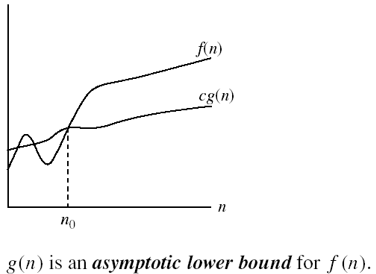 f(n)
cg(n)
n
n₀
g(n) is an asymptotic lower bound for f(n).